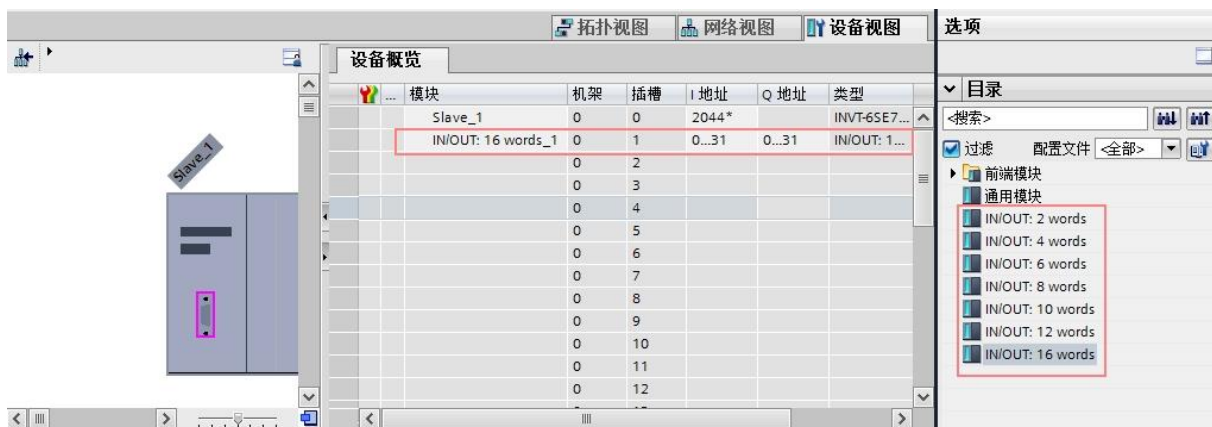 拓扑视图 网络视图 设备视图 选项
设备概览
... 模块 机架 插槽 I 地址 Q 地址 类型
Slave_1 0 0 2044* INVT-6SE7...
IN/OUT: 16 words_1 0 1 0...31 0...31 IN/OUT: 1...
0 2
0 3
0 4
0 5
0 6
0 7
0 8
0 9
0 10
0 11
0 12
Slave_1
目录
<搜索>
过滤 配置文件 <全部>
前端模块
通用模块
IN/OUT: 2 words
IN/OUT: 4 words
IN/OUT: 6 words
IN/OUT: 8 words
IN/OUT: 10 words
IN/OUT: 12 words
IN/OUT: 16 words